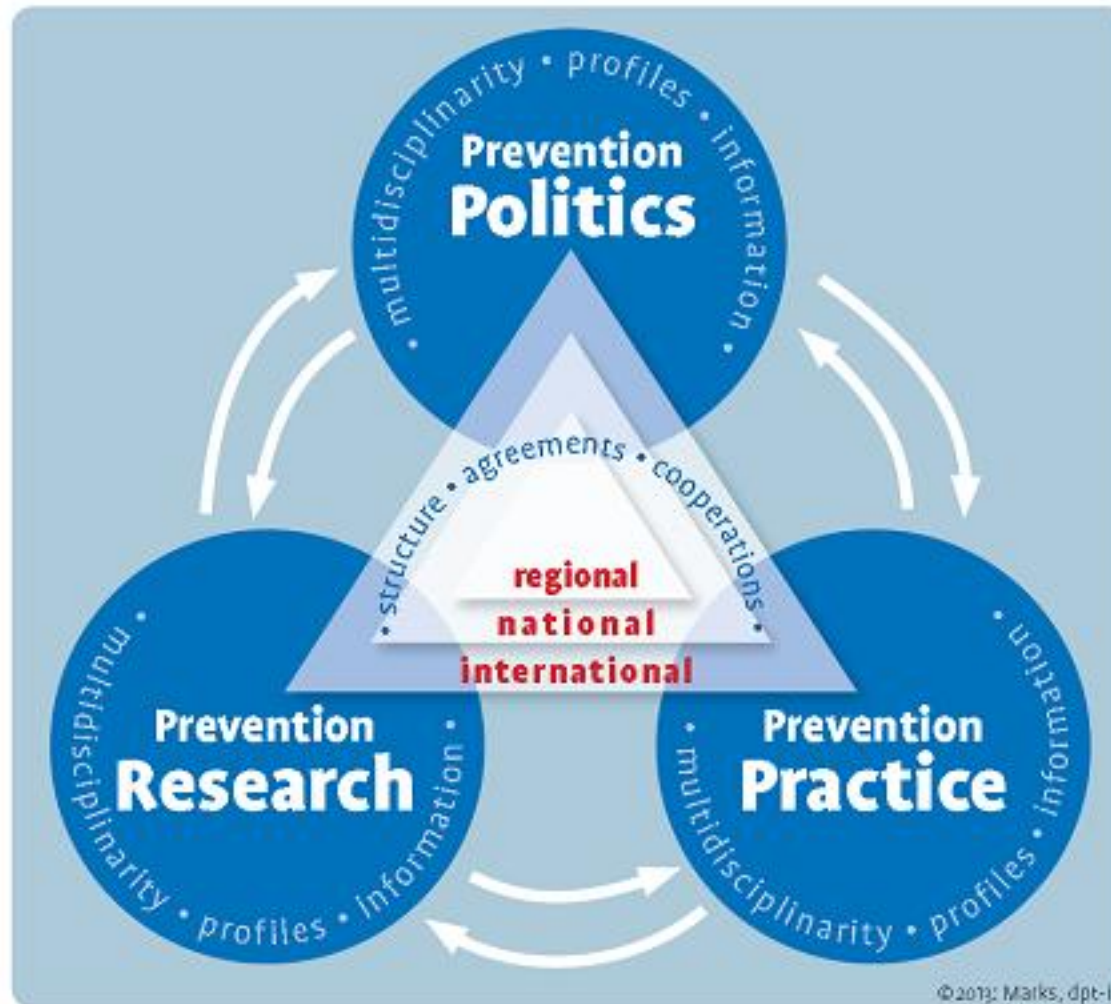 • multidisciplinarity • profiles • information •
Prevention
Politics
• structure • agreements • cooperations •
regional
national
international
Prevention
Research
• multidisciplinarity • profiles • information •
Prevention
Practice
• multidisciplinarity • profiles • information •
Marks, dpt-i